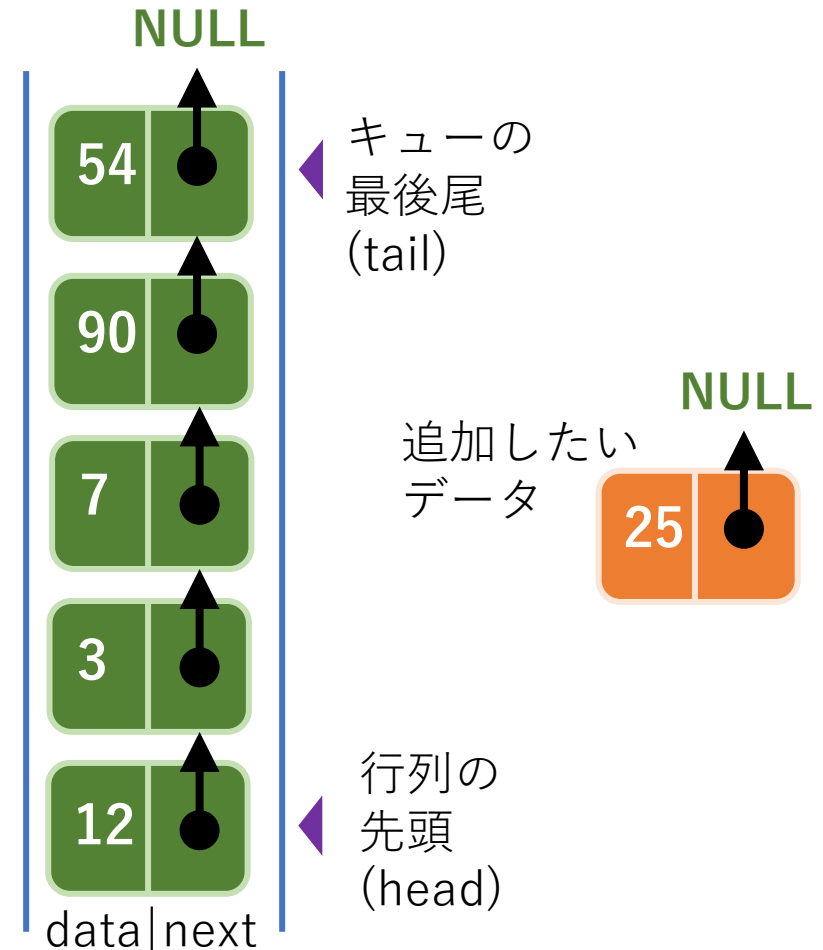 NULL
54
キューの
最後尾
(tail)
90
NULL
追加したい
データ
25
7
3
行列の
先頭
(head)
12
data|next